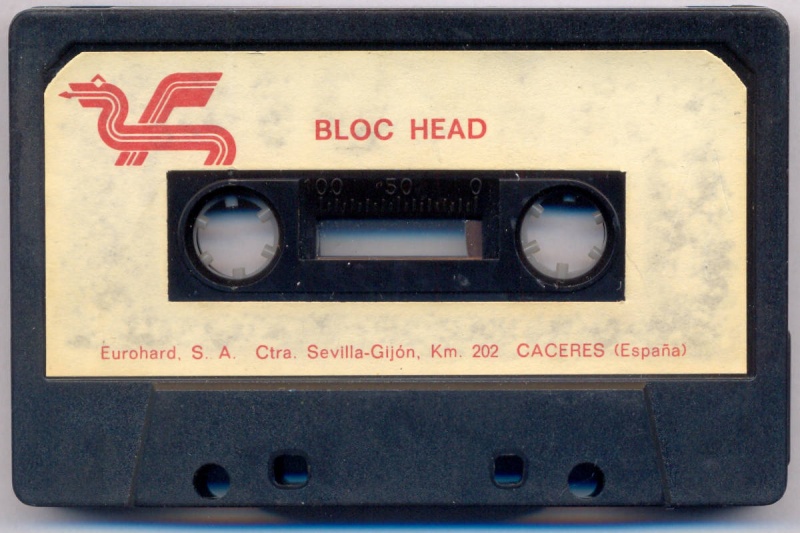 BLOC HEAD
100 50 0
Eurohard, S. A. Ctra. Sevilla-Gijón, Km. 202 CACERES (España)